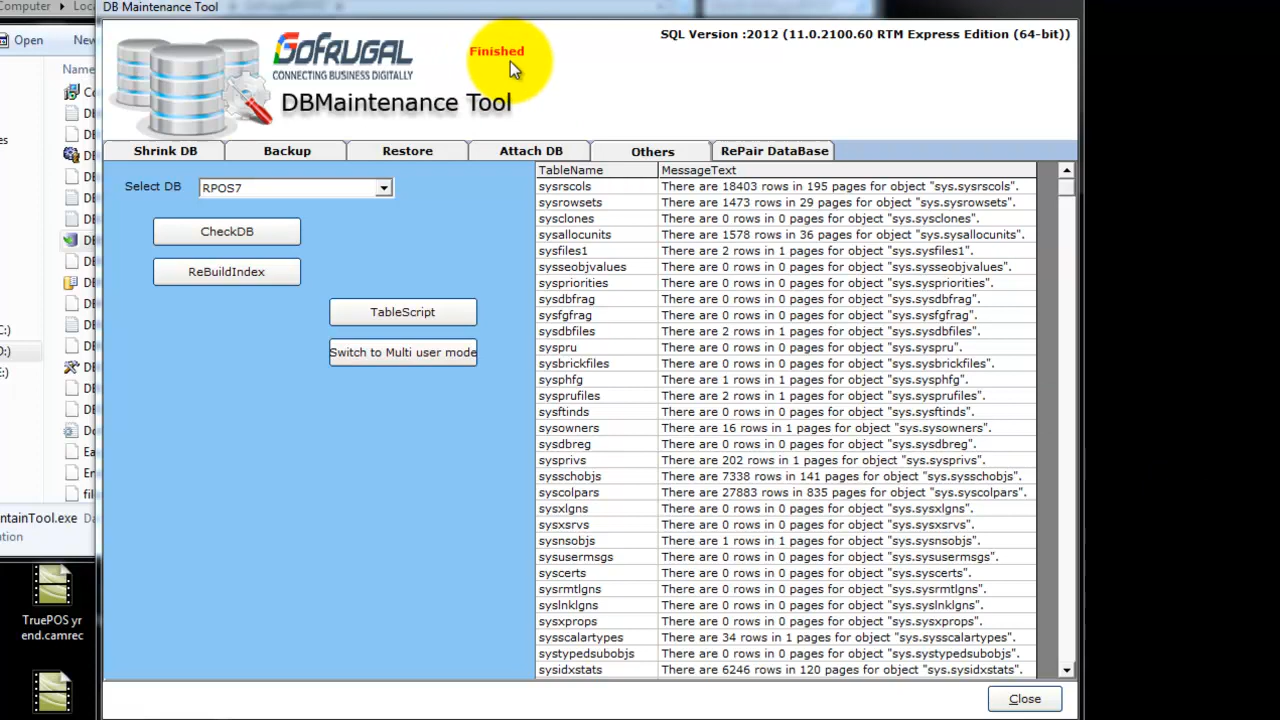 Computer
Loca
DB Maintenance Tool
Open
New
Name
GOFRUGAL
CONNECTING BUSINESS DIGITALLY
DBMaintenance Tool
Finished
SQL Version :2012 (11.0.2100.60 RTM Express Edition (64-bit))
Shrink DB
Backup
Restore
Attach DB
Others
RePair DataBase
Select DB
RPOS7
CheckDB
ReBuildIndex
TableScript
Switch to Multi user mode
TableName MessageText
sysrscols There are 18403 rows in 195 pages for object "sys.sysrscols".
sysrowsets There are 1473 rows in 29 pages for object "sys.sysrowsets".
sysclones There are 0 rows in 0 pages for object "sys.sysclones".
sysallocunits There are 1578 rows in 36 pages for object "sys.sysallocunits".
sysfiles1 There are 2 rows in 1 pages for object "sys.sysfiles1".
sysseobjvalues There are 0 rows in 0 pages for object "sys.sysseobjvalues".
syspriorities There are 0 rows in 0 pages for object "sys.syspriorities".
sysdbfrag There are 0 rows in 0 pages for object "sys.sysdbfrag".
sysfgfrag There are 0 rows in 0 pages for object "sys.sysfgfrag".
sysdbfiles There are 2 rows in 1 pages for object "sys.sysdbfiles".
syspru There are 0 rows in 0 pages for object "sys.syspru".
sysbrickfiles There are 2 rows in 1 pages for object "sys.sysbrickfiles".
sysphfg There are 1 rows in 1 pages for object "sys.sysphfg".
sysprufiles There are 2 rows in 1 pages for object "sys.sysprufiles".
sysftinds There are 0 rows in 0 pages for object "sys.sysftinds".
sysowners There are 16 rows in 1 pages for object "sys.sysowners".
sysdbreg There are 0 rows in 0 pages for object "sys.sysdbreg".
sysprivs There are 202 rows in 1 pages for object "sys.sysprivs".
sysschobjs There are 7338 rows in 141 pages for object "sys.sysschobjs".
syscolpars There are 27883 rows in 835 pages for object "sys.syscolpars".
sysxlgns There are 0 rows in 0 pages for object "sys.sysxlgns".
sysxsrvs There are 0 rows in 0 pages for object "sys.sysxsrvs".
sysnsobjs There are 1 rows in 1 pages for object "sys.sysnsobjs".
sysusermsgs There are 0 rows in 0 pages for object "sys.sysusermsgs".
syscerts There are 0 rows in 0 pages for object "sys.syscerts".
sysrmtlgns There are 0 rows in 0 pages for object "sys.sysrmtlgns".
syslnklgns There are 0 rows in 0 pages for object "sys.syslnklgns".
sysxprops There are 0 rows in 0 pages for object "sys.sysxprops".
sysscalartypes There are 34 rows in 1 pages for object "sys.sysscalartypes".
systypedsubobjs There are 0 rows in 0 pages for object "sys.systypedsubobjs".
sysidxstats There are 6246 rows in 120 pages for object "sys.sysidxstats".
ntainTool.exe
TruePOS yr
end.camrec
Close